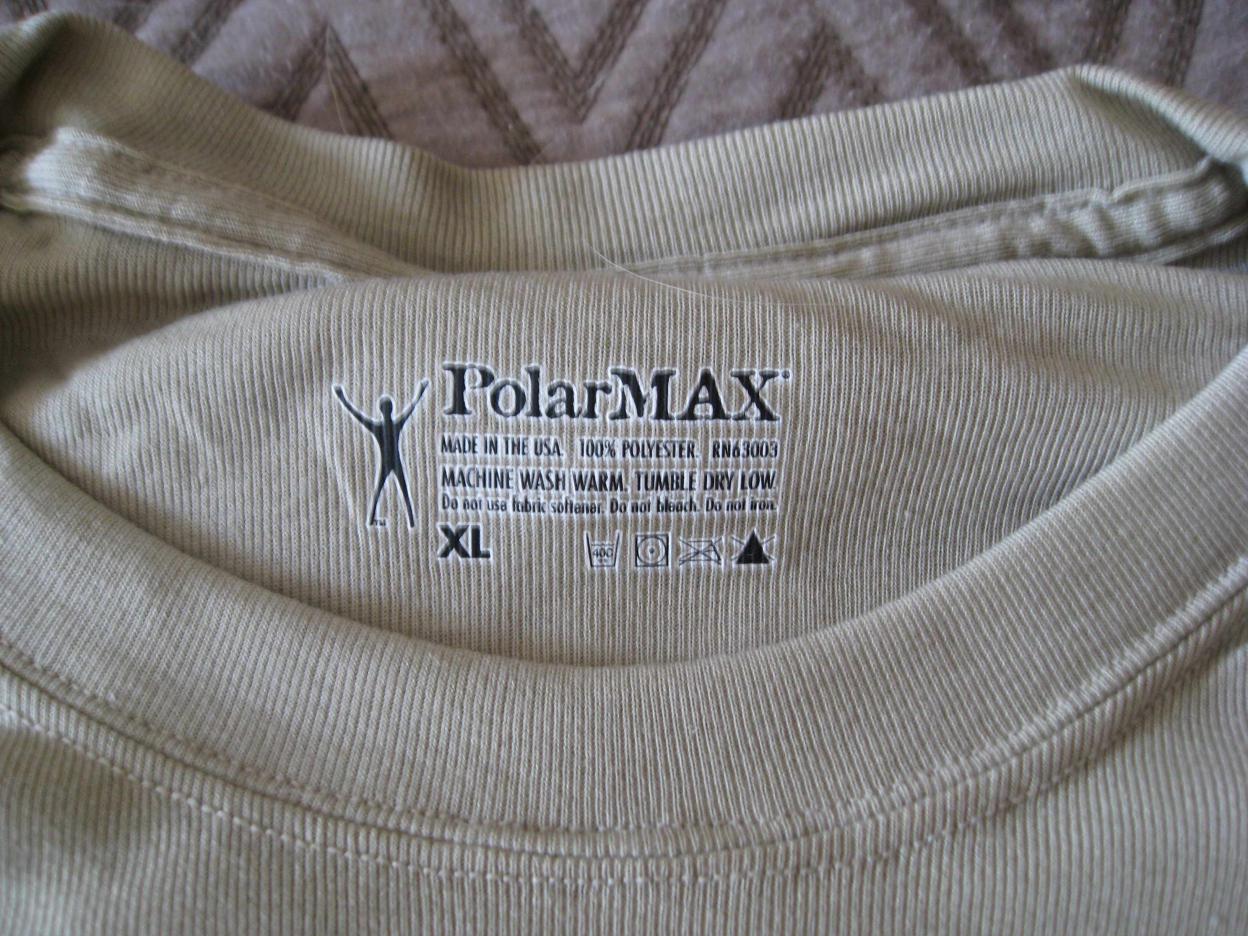 PolarMAX
MADE IN THE USA. 100% POLYESTER. RN63003
MACHINE WASH WARM. TUMBLE DRY LOW.
Do not use fabric softener. Do not bleach. Do not iron.
XL